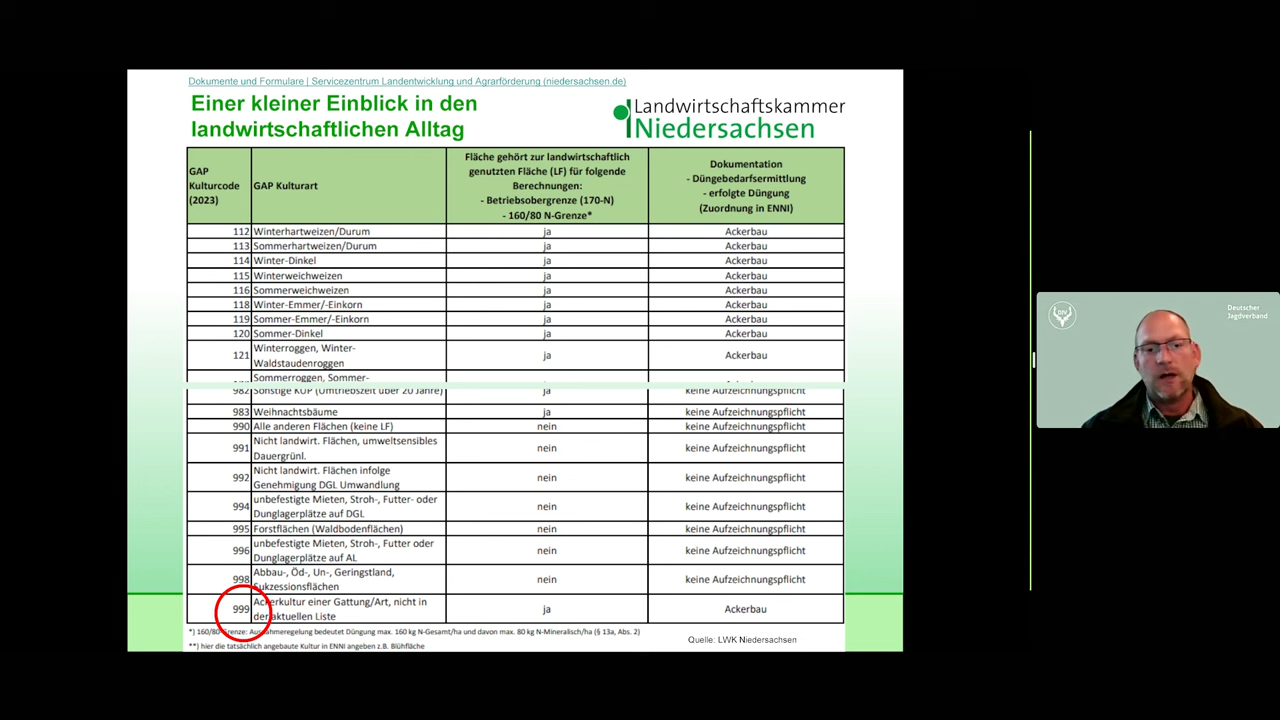 Dokumente und Formulare | Servicezentrum Landentwicklung und Agrarförderung (niedersachsen.de)
Einer kleiner Einblick in den
landwirtschaftlichen Alltag
Landwirtschaftskammer
Niedersachsen
GAP
Kulturcode
(2023)
GAP Kulturart
Fläche gehört zur landwirtschaftlich
genutzten Fläche (LF) für folgende
Berechnungen:
- Betriebsobergrenze (170-N)
- 160/80 N-Grenze*
Dokumentation
- Düngebedarfsermittlung
- erfolgte Düngung
(Zuordnung in ENNI)
112 Winterhartweizen/Durum ja Ackerbau
113 Sommerhartweizen/Durum ja Ackerbau
114 Winter-Dinkel ja Ackerbau
115 Winterweichweizen ja Ackerbau
116 Sommerweichweizen ja Ackerbau
118 Winter-Emmer/-Einkorn ja Ackerbau
119 Sommer-Emmer/-Einkorn ja Ackerbau
120 Sommer-Dinkel ja Ackerbau
121 Winterroggen, Winter-
Waldstaudenroggen ja Ackerbau
Sommerroggen, Sommer-
982 Sonstige KUP (Umtriebszeit über 20 Jahre) ja keine Aufzeichnungspflicht
983 Weihnachtsbäume ja keine Aufzeichnungspflicht
990 Alle anderen Flächen (keine LF) nein keine Aufzeichnungspflicht
991 Nicht landwirt. Flächen, umweltsensibles
Dauergrünl. nein keine Aufzeichnungspflicht
992 Nicht landwirt. Flächen infolge
Genehmigung DGL Umwandlung nein keine Aufzeichnungspflicht
994 unbefestigte Mieten, Stroh-, Futter- oder
Dunglagerplätze auf DGL nein keine Aufzeichnungspflicht
995 Forstflächen (Waldbodenflächen) nein keine Aufzeichnungspflicht
996 unbefestigte Mieten, Stroh-, Futter oder
Dunglagerplätze auf AL nein keine Aufzeichnungspflicht
998 Abbau-, Öd-, Un-, Geringstland,
Sukzessionsflächen nein keine Aufzeichnungspflicht
999 Ackerkultur einer Gattung/Art, nicht in
der aktuellen Liste ja Ackerbau
*) 160/80-Grenze: Ausnahmeregelung bedeutet Düngung max. 160 kg N-Gesamt/ha und davon max. 80 kg N-Mineralisch/ha (§ 13a, Abs. 2)
**) hier die tatsächlich angebaute Kultur in ENNI angeben z.B. Blühfläche
Quelle: LWK Niedersachsen
DJV
Deutscher
Jagdverband